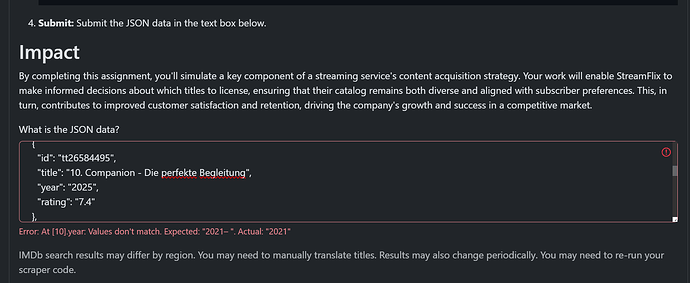 4. Submit: Submit the JSON data in the text box below.
Impact
By completing this assignment, you'll simulate a key component of a streaming service's content acquisition strategy. Your work will enable StreamFlix to
make informed decisions about which titles to license, ensuring that their catalog remains both diverse and aligned with subscriber preferences. This, in
turn, contributes to improved customer satisfaction and retention, driving the company's growth and success in a competitive market.
What is the JSON data?
{
"id": "tt26584495",
"title": "10. Companion - Die perfekte Begleitung",
"year": "2025",
"rating": "7.4"
},
Error: At [10].year: Values don't match. Expected: "2021– ". Actual: "2021"
IMDb search results may differ by region. You may need to manually translate titles. Results may also change periodically. You may need to re-run your
scraper code.